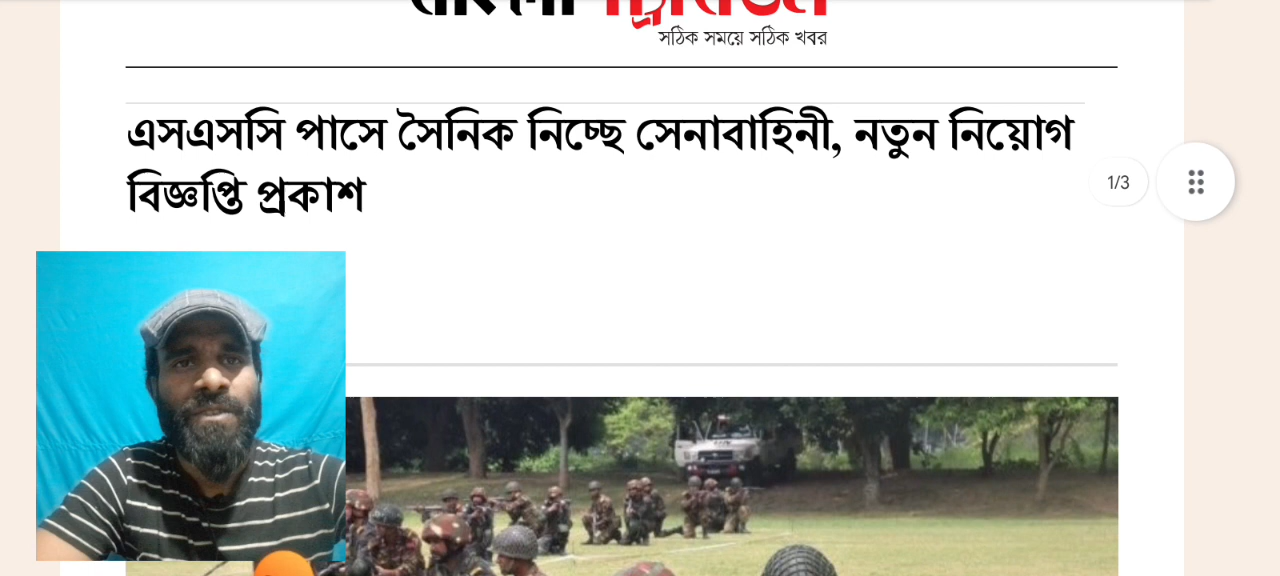 সঠিক সময়ে সঠিক খবর
এসএসসি পাসে সৈনিক নিচ্ছে সেনাবাহিনী, নতুন নিয়োগ
বিজ্ঞপ্তি প্রকাশ
1/3